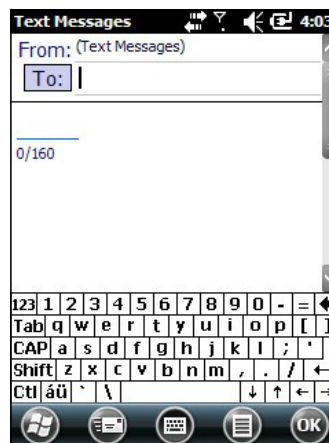 Text Messages 4:03
From: (Text Messages)
To:
0/160
123 1 2 3 4 5 6 7 8 9 0 - =
Tab q w e r t y u i o p [ ]
CAP a s d f g h j k l ; '
Shift z x c v b n m , . /
Ctl áü ` \
OK